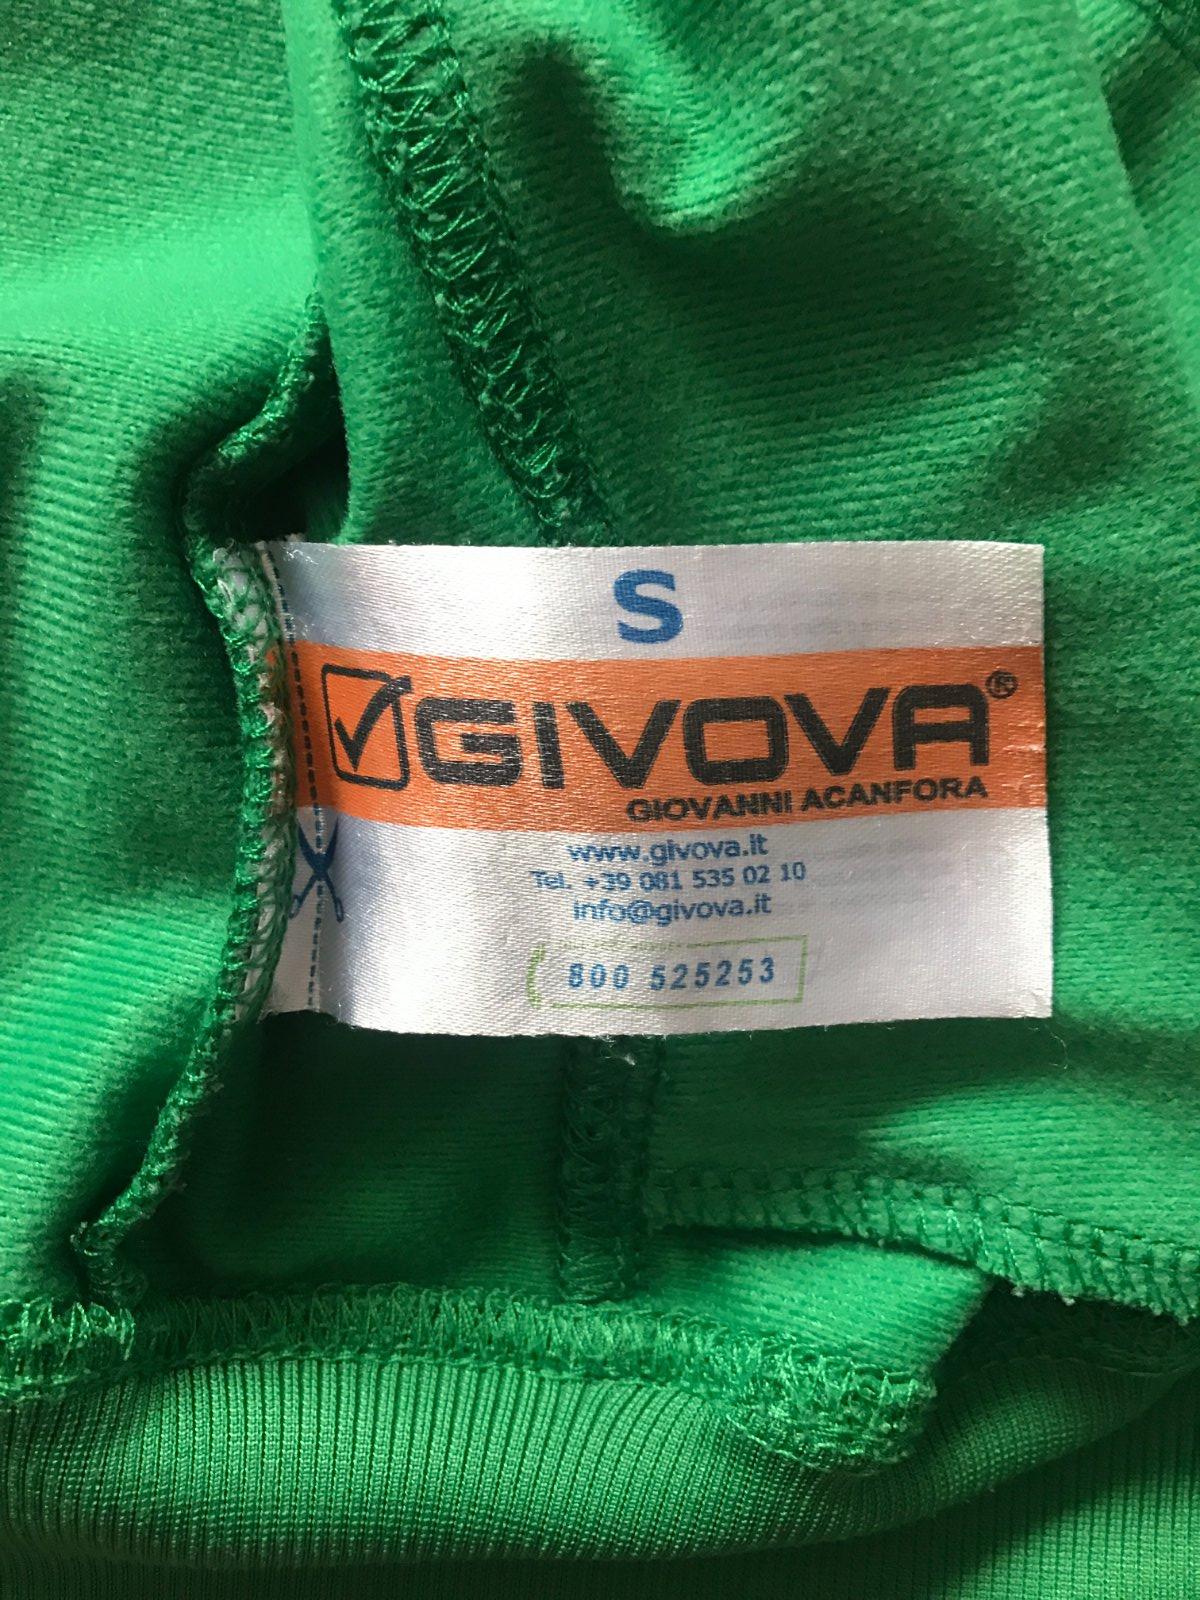 S
GIVOVA®
GIOVANNI ACANFORA
www.givova.it
Tel. +39 081 535 02 10
info@givova.it
800 525253